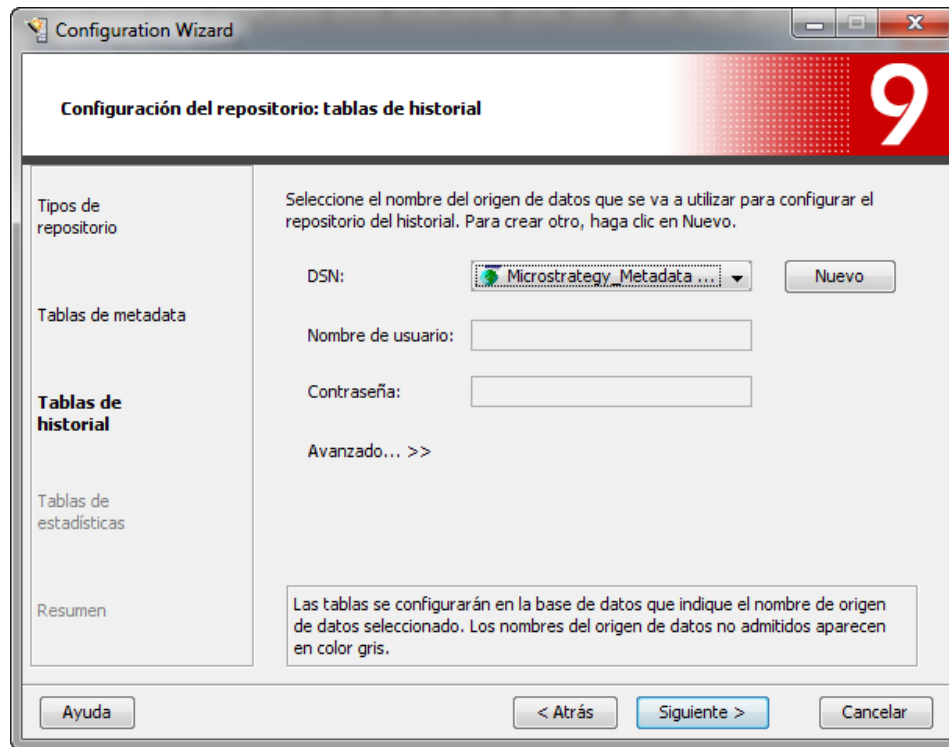 Configuration Wizard
Configuración del repositorio: tablas de historial
9
Tipos de
repositorio
Tablas de metadata
Tablas de
historial
Tablas de
estadísticas
Resumen
Seleccione el nombre del origen de datos que se va a utilizar para configurar el
repositorio del historial. Para crear otro, haga clic en Nuevo.
DSN:
Microstrategy_Metadata ...
Nuevo
Nombre de usuario:
Contraseña:
Avanzado... >>
Las tablas se configurarán en la base de datos que indique el nombre de origen
de datos seleccionado. Los nombres del origen de datos no admitidos aparecen
en color gris.
Ayuda
< Atrás
Siguiente >
Cancelar